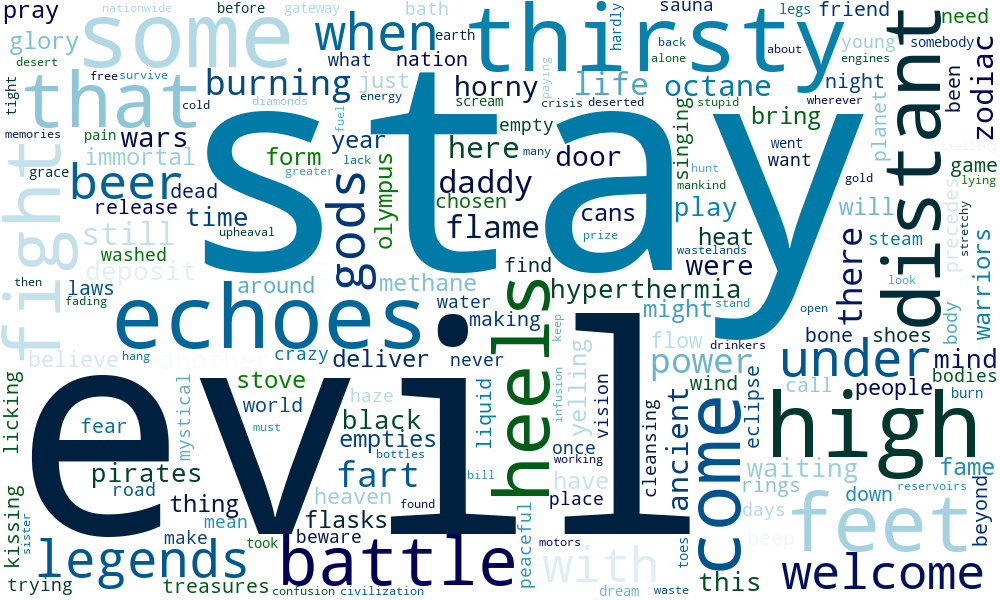 pray
nationwide
before
gateway
bath
sauna
legs
friend
need
glory
some
when
earth
thirsty
hardly
back
alone
about
young
somebody
desert
free
survive
what
nation
engines
tight
that
cold
burning
diamonds
energy
just
horny
scream
paying
crisis
life
deserted
octane
stupid
night
wherever
distant
been
zodiac
memories
pain
wars
fuel
year
empty
singing
bring
planet
smelling
grace
immortal
form
lack
greater
here
many
door
went
want
hunt
mankind
game
lying
fight
beer
dead
stay
gods
olympus
daddy
chosen
gold
release
time
flame
cans
prize
play
will
precedes
stretchy
still
upheaval
heat
steam
warriors
washed
wastelands
were
there
then
deposit
find
look
laws
around
methane
hyperthermia
fading
echoes
water
making
might
stand
open
body
heels
keep
bone
shoes
believe
hang
another
crazy
deliver
never
yelling
flow
drinkers
power
under
mind
wind
call
people
bodies
burn
licking
stove
haze
liquid
infusion
vision
eclipse
mystical
world
black
cleansing
ancient
high
fear
must
empties
bottles
once
evil
working
come
waiting
fame
pirates
fart
bill
have
rings
down
reservoirs
beyond
road
thing
heaven
found
place
days
kissing
sister
mean
flasks
peaceful
beep
feet
make
beware
took
motors
toes
legends
battle
with
welcome
trying
treasures
confusion
civilization
dream
waste
this